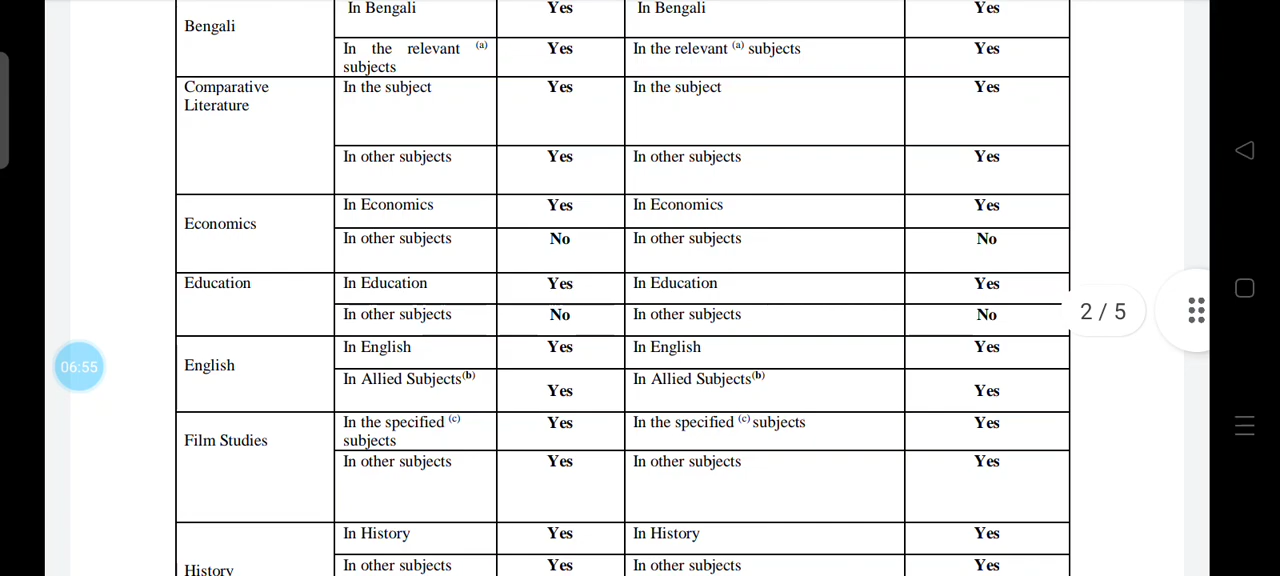 In Bengali Yes In Bengali Yes
Bengali
In the relevant (a) Yes In the relevant (a) subjects Yes
subjects
Comparative In the subject Yes In the subject Yes
Literature
In other subjects Yes In other subjects Yes
In Economics Yes In Economics Yes
Economics
In other subjects No In other subjects No
Education In Education Yes In Education Yes
In other subjects No In other subjects No
2 / 5
In English Yes In English Yes
English
06:55
In Allied Subjects(b) Yes In Allied Subjects(b) Yes
In the specified (c) Yes In the specified (c) subjects Yes
subjects
Film Studies
In other subjects Yes In other subjects Yes
In History Yes In History Yes
In other subjects Yes In other subjects Yes
History